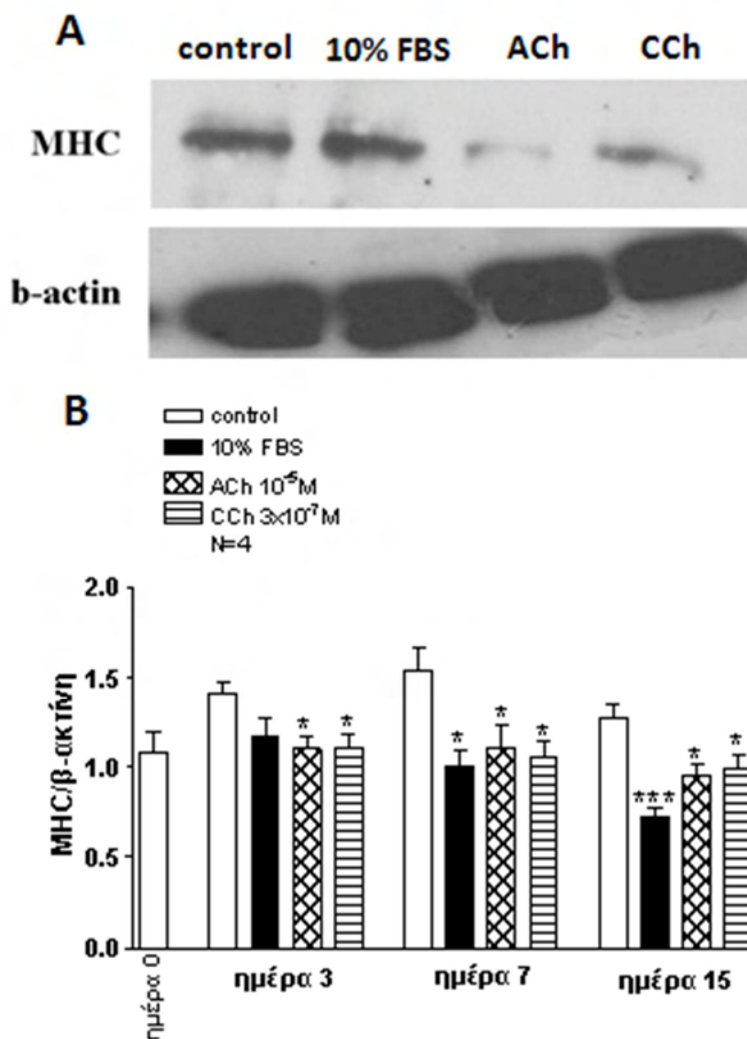 A
control 10% FBS ACh CCh
MHC
b-actin
B
control
10% FBS
ACh 10⁻⁵M
CCh 3x10⁻⁷M
N=4
MHC/β-ακτίνη
2.0
1.5
1.0
0.5
0.0
* *
* * *
*** * *
ημέρα 0
ημέρα 3 ημέρα 7 ημέρα 15